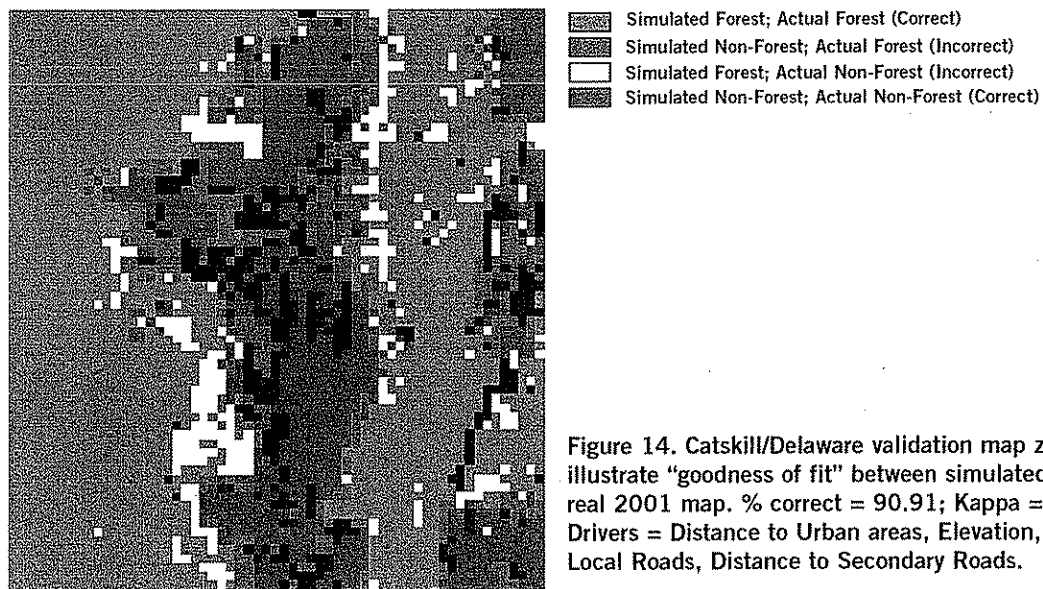 Simulated Forest; Actual Forest (Correct)
Simulated Non-Forest; Actual Forest (Incorrect)
Simulated Forest; Actual Non-Forest (Incorrect)
Simulated Non-Forest; Actual Non-Forest (Correct)
Figure 14. Catskill/Delaware validation map
illustrate “goodness of fit” between simulated
real 2001 map. % correct = 90.91; Kappa =
Drivers = Distance to Urban areas, Elevation,
Local Roads, Distance to Secondary Roads.